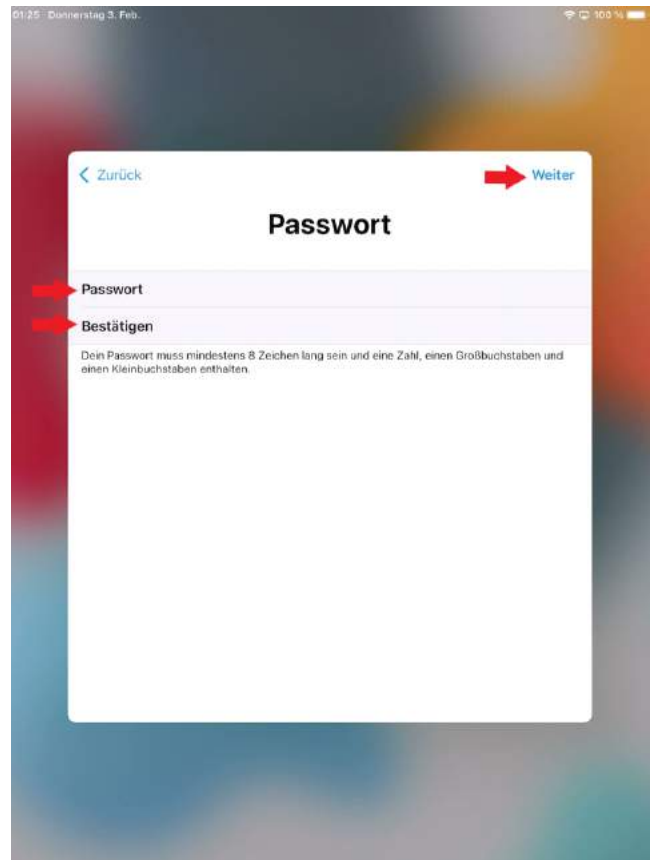 01:25 Donnerstag 3. Feb. 100 %
Zurück Weiter
Passwort
Passwort
Bestätigen
Dein Passwort muss mindestens 8 Zeichen lang sein und eine Zahl, einen Großbuchstaben und
einen Kleinbuchstaben enthalten.